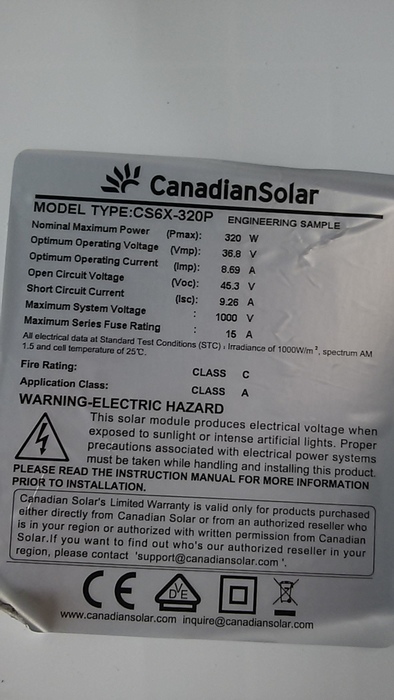 CanadianSolar
MODEL TYPE:CS6X-320P ENGINEERING SAMPLE
Nominal Maximum Power (Pmax): 320 W
Optimum Operating Voltage (Vmp): 36.8 V
Optimum Operating Current (Imp): 8.69 A
Open Circuit Voltage (Voc): 45.3 V
Short Circuit Current (Isc): 9.26 A
Maximum System Voltage : 1000 V
Maximum Series Fuse Rating : 15 A
All electrical data at Standard Test Conditions (STC) : Irradiance of 1000W/m², spectrum AM
1.5 and cell temperature of 25℃.
Fire Rating: CLASS C
Application Class: CLASS A
WARNING-ELECTRIC HAZARD
This solar module produces electrical voltage when
exposed to sunlight or intense artificial lights. Proper
precautions associated with electrical power systems
must be taken while handling and installing this product.
PLEASE READ THE INSTRUCTION MANUAL FOR MORE INFORMATION
PRIOR TO INSTALLATION.
Canadian Solar's Limited Warranty is valid only for products purchased
either directly from Canadian Solar or from an authorized reseller who
is in your region or authorized with written permission from Canadian
Solar.If you want to find out who's our authorized reseller in your
region, please contact 'support@canadiansolar.com'.
CE DVE
www.canadiansolar.com inquire@canadiansolar.com